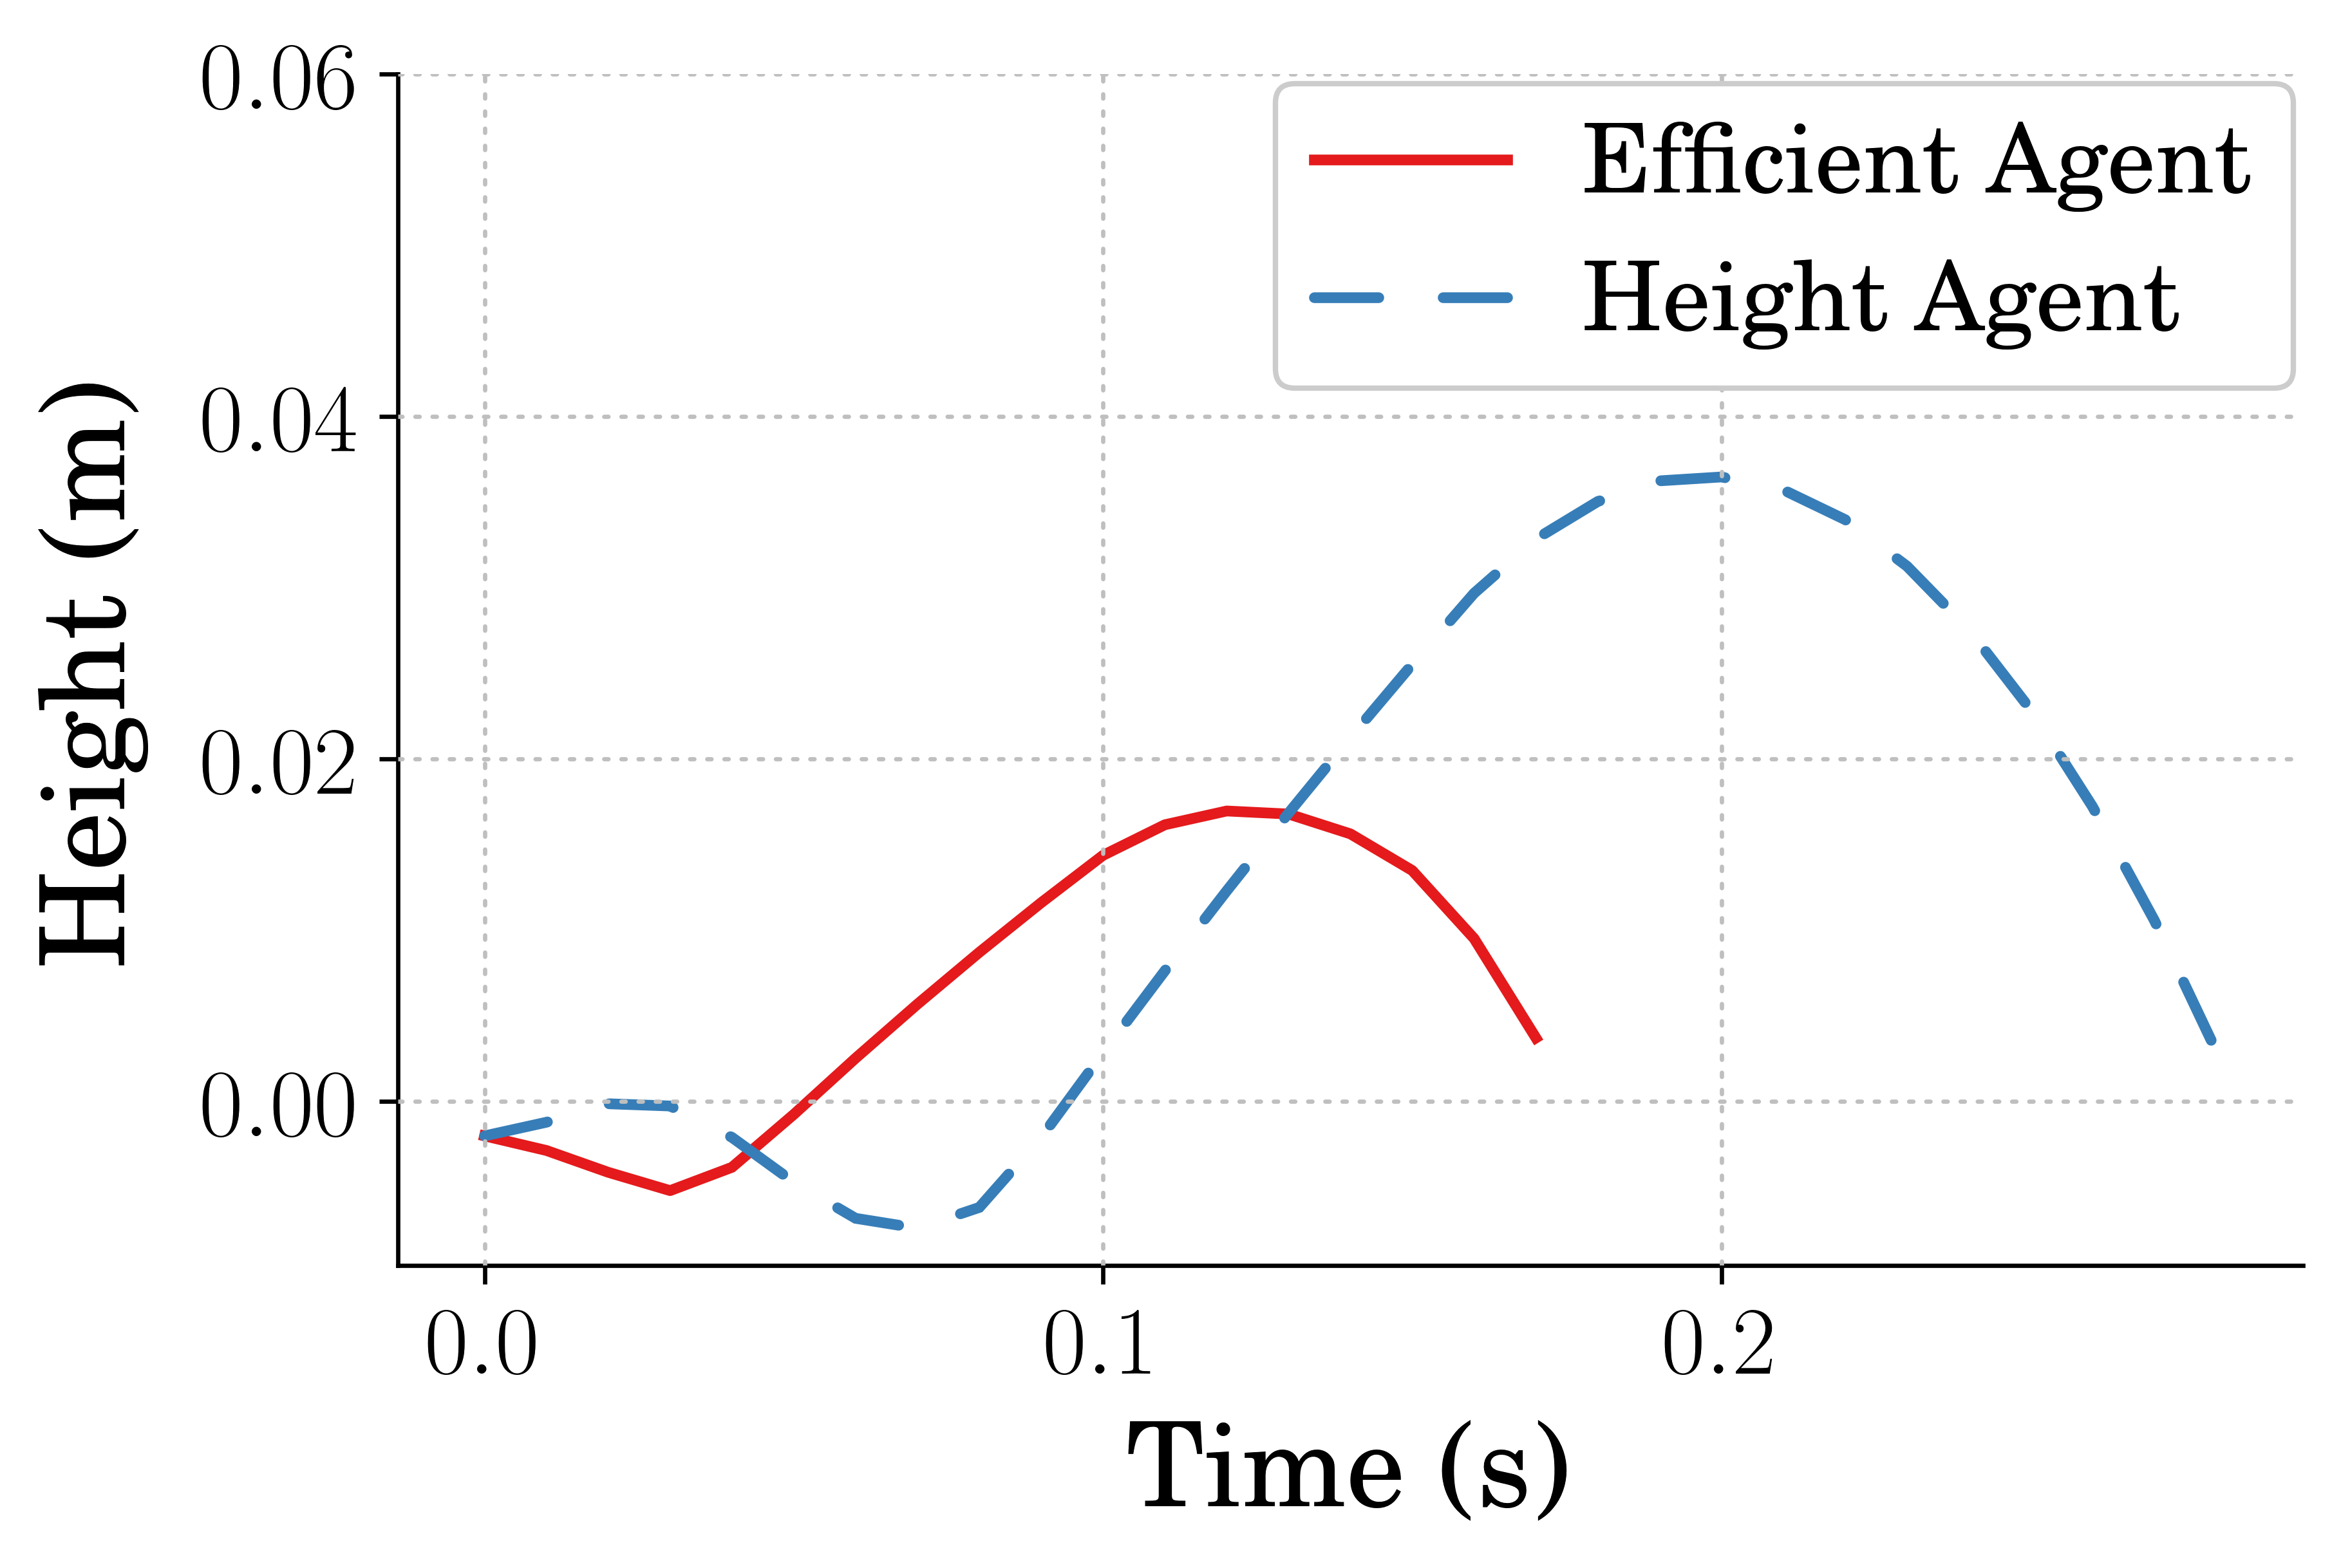 0.06
Efficient Agent
Height Agent
0.04
Height (m)
0.02
0.00
0.0 0.1 0.2
Time (s)